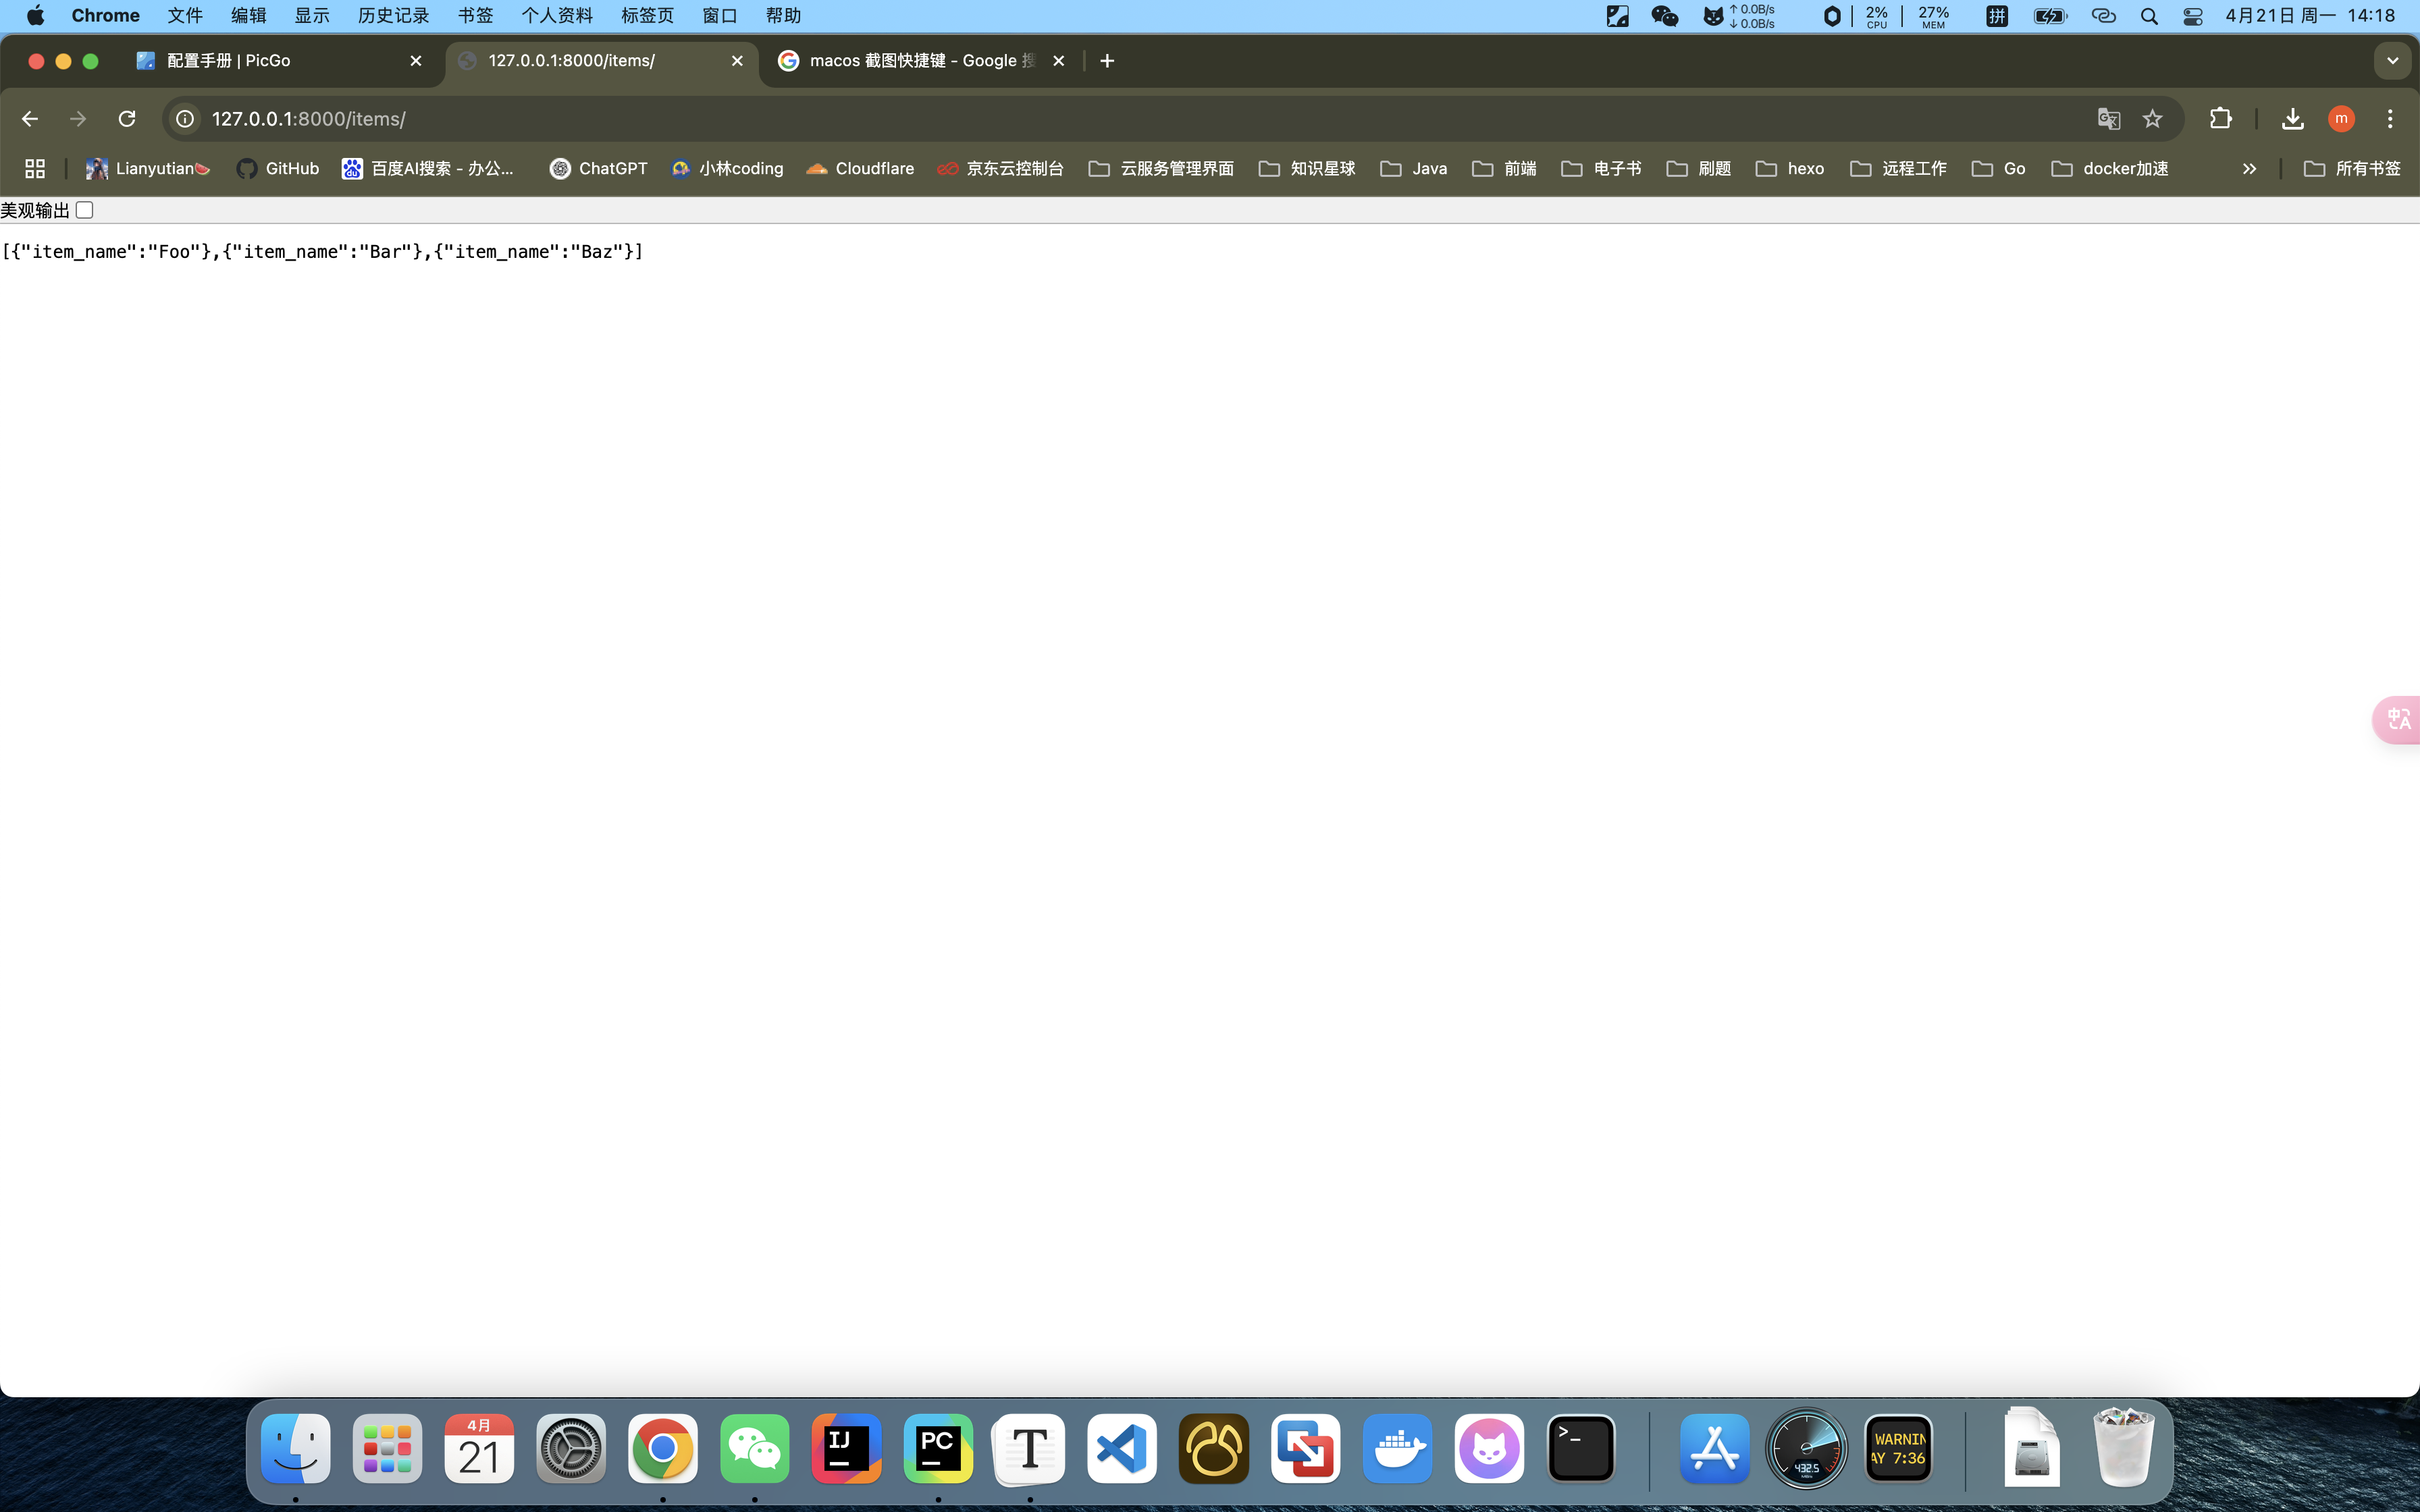 Chrome 文件 编辑 显示 历史记录 书签 个人资料 标签页 窗口 帮助 ↑ 0.0B/s ↓ 0.0B/s 2% CPU 27% MEM 拼 4月21日 周一 14:18
配置手册 | PicGo 127.0.0.1:8000/items/ macos 截图快捷键 - Google 搜
127.0.0.1:8000/items/ m
Lianyutian🍉 GitHub 百度AI搜索 - 办公... ChatGPT 小林coding Cloudflare 京东云控制台 云服务管理界面 知识星球 Java 前端 电子书 刷题 hexo 远程工作 Go docker加速 所有书签
美观输出
[{"item_name":"Foo"},{"item_name":"Bar"},{"item_name":"Baz"}]
中 A
4月
21
IJ
PC
T
>_
432.5
WARNIN
AY 7:36